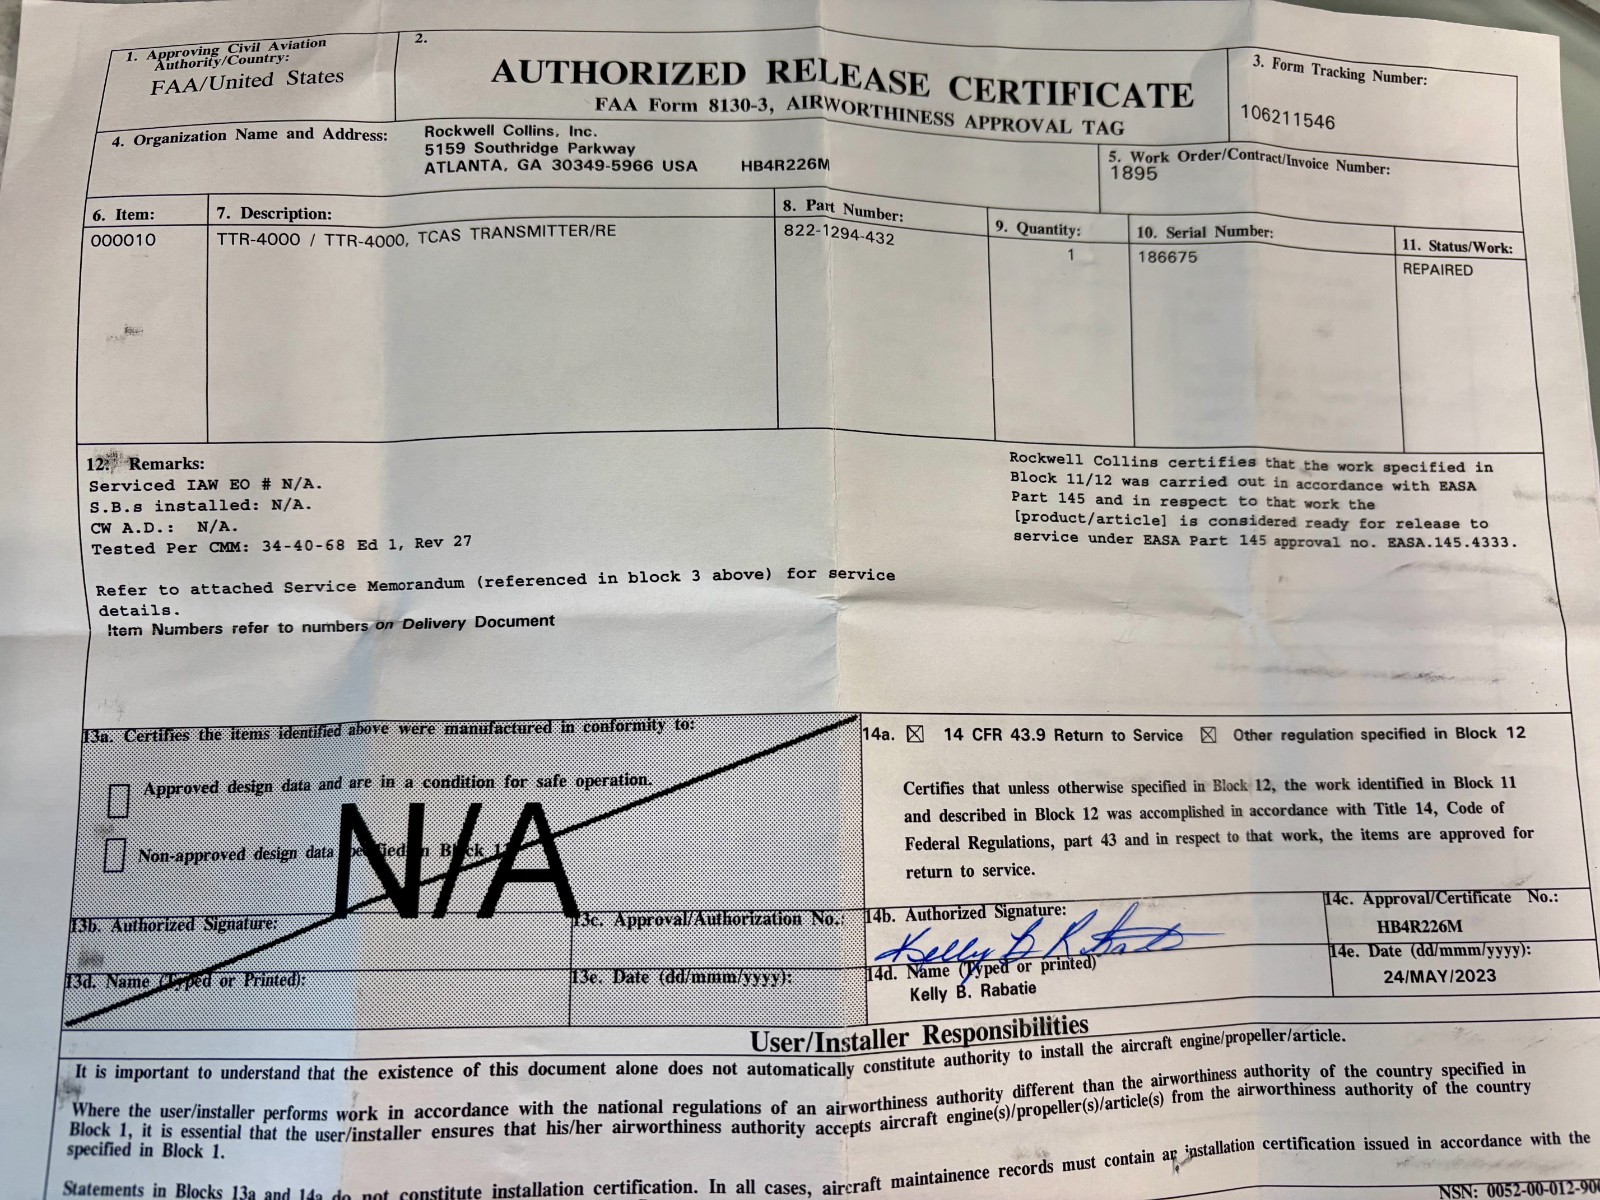 1. Approving Civil Aviation
Authority/Country:
FAA/United States
2.
AUTHORIZED RELEASE CERTIFICATE
FAA Form 8130-3, AIRWORTHINESS APPROVAL TAG
3. Form Tracking Number:
106211546
4. Organization Name and Address:
Rockwell Collins, Inc.
5159 Southridge Parkway
ATLANTA, GA 30349-5966 USA HB4R226M
5. Work Order/Contract/Invoice Number:
1895
6. Item:
000010
7. Description:
TTR-4000 / TTR-4000, TCAS TRANSMITTER/RE
8. Part Number:
822-1294-432
9. Quantity:
1
10. Serial Number:
186675
11. Status/Work:
REPAIRED
12. Remarks:
Serviced IAW EO # N/A.
S.B.s installed: N/A.
CW A.D.: N/A.
Tested Per CMM: 34-40-68 Ed 1, Rev 27
Refer to attached Service Memorandum (referenced in block 3 above) for service
details.
Item Numbers refer to numbers on Delivery Document
Rockwell Collins certifies that the work specified in
Block 11/12 was carried out in accordance with EASA
Part 145 and in respect to that work the
[product/article] is considered ready for release to
service under EASA Part 145 approval no. EASA.145.4333.
13a. Certifies the items identified above were manufactured in conformity to:
Approved design data and are in a condition for safe operation.
Non-approved design data
N/A
13b. Authorized Signature:
13c. Approval/Authorization No.:
13d. Name (Typed or Printed):
13e. Date (dd/mmm/yyyy):
14a. ☒ 14 CFR 43.9 Return to Service ☒ Other regulation specified in Block 12
Certifies that unless otherwise specified in Block 12, the work identified in Block 11
and described in Block 12 was accomplished in accordance with Title 14, Code of
Federal Regulations, part 43 and in respect to that work, the items are approved for
return to service.
14b. Authorized Signature:
Kelly B Rabatie
14c. Approval/Certificate No.:
HB4R226M
14d. Name (Typed or printed)
Kelly B. Rabatie
14e. Date (dd/mmm/yyyy):
24/MAY/2023
User/Installer Responsibilities
It is important to understand that the existence of this document alone does not automatically constitute authority to install the aircraft engine/propeller/article.
Where the user/installer performs work in accordance with the national regulations of an airworthiness authority different than the airworthiness authority of the country specified in
Block 1, it is essential that the user/installer ensures that his/her airworthiness authority accepts aircraft engine(s)/propeller(s)/article(s) from the airworthiness authority of the country
specified in Block 1.
Statements in Blocks 13a and 14a do not constitute installation certification. In all cases, aircraft maintainence records must contain an installation certification issued in accordance with the
NSN: 0052-00-012-900